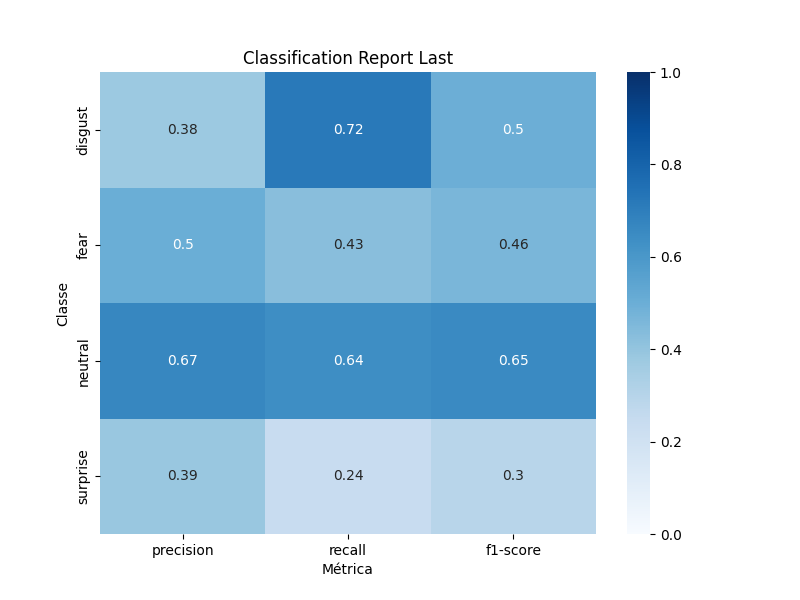 Classification Report Last
Classe
disgust 0.38 0.72 0.5
fear 0.5 0.43 0.46
neutral 0.67 0.64 0.65
surprise 0.39 0.24 0.3
precision recall f1-score
Métrica
1.0
0.8
0.6
0.4
0.2
0.0